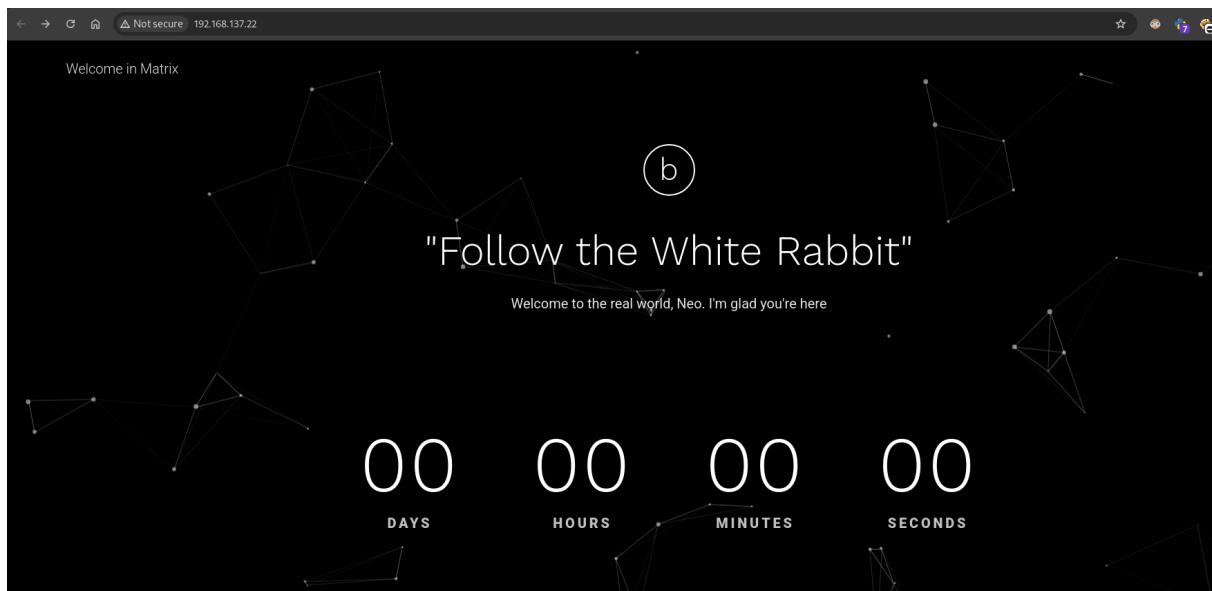 Not secure 192.168.137.22
7
Welcome in Matrix
b
"Follow the White Rabbit"
Welcome to the real world, Neo. I'm glad you're here
00 00 00 00
DAYS HOURS MINUTES SECONDS